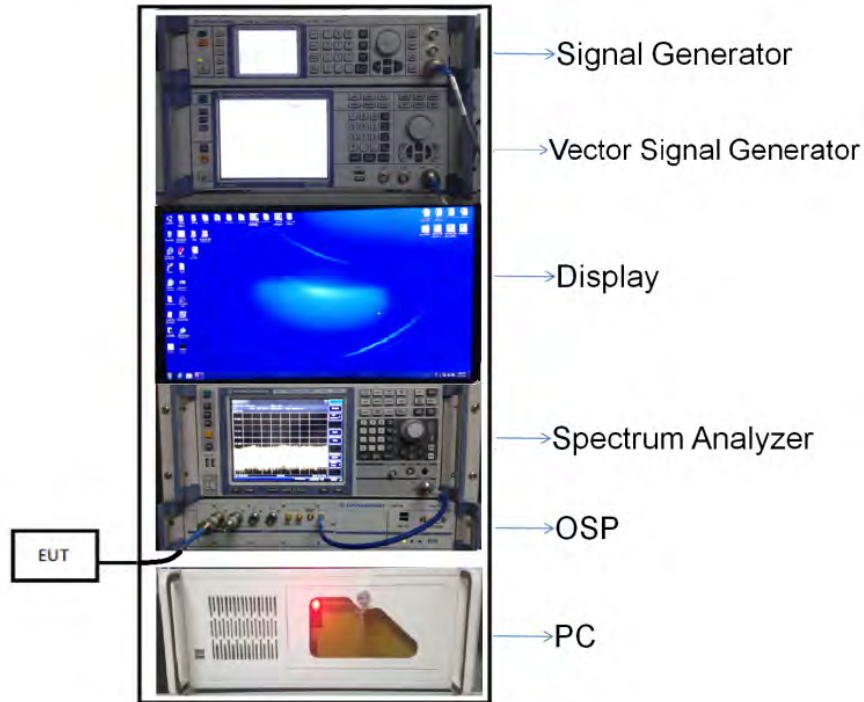 Signal Generator
Vector Signal Generator
Display
Spectrum Analyzer
OSP
EUT
PC